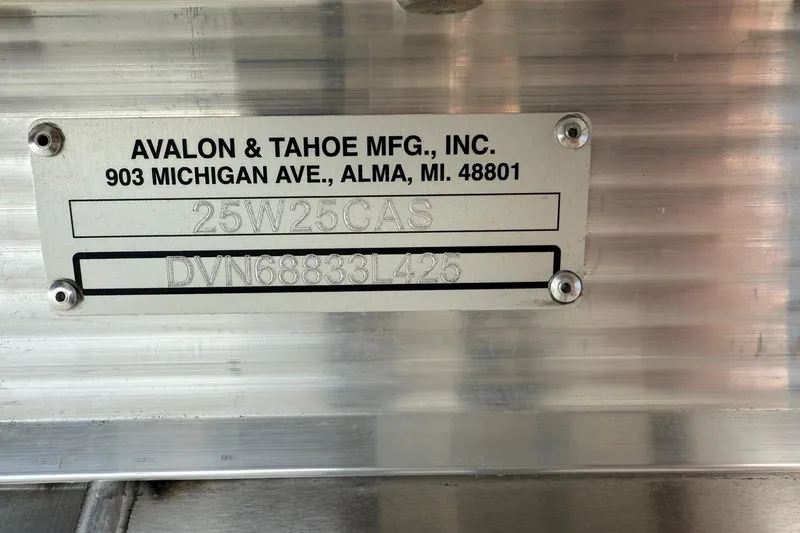 AVALON & TAHOE MFG., INC.
903 MICHIGAN AVE., ALMA, MI. 48801
25W25CAS
DVN68833L425